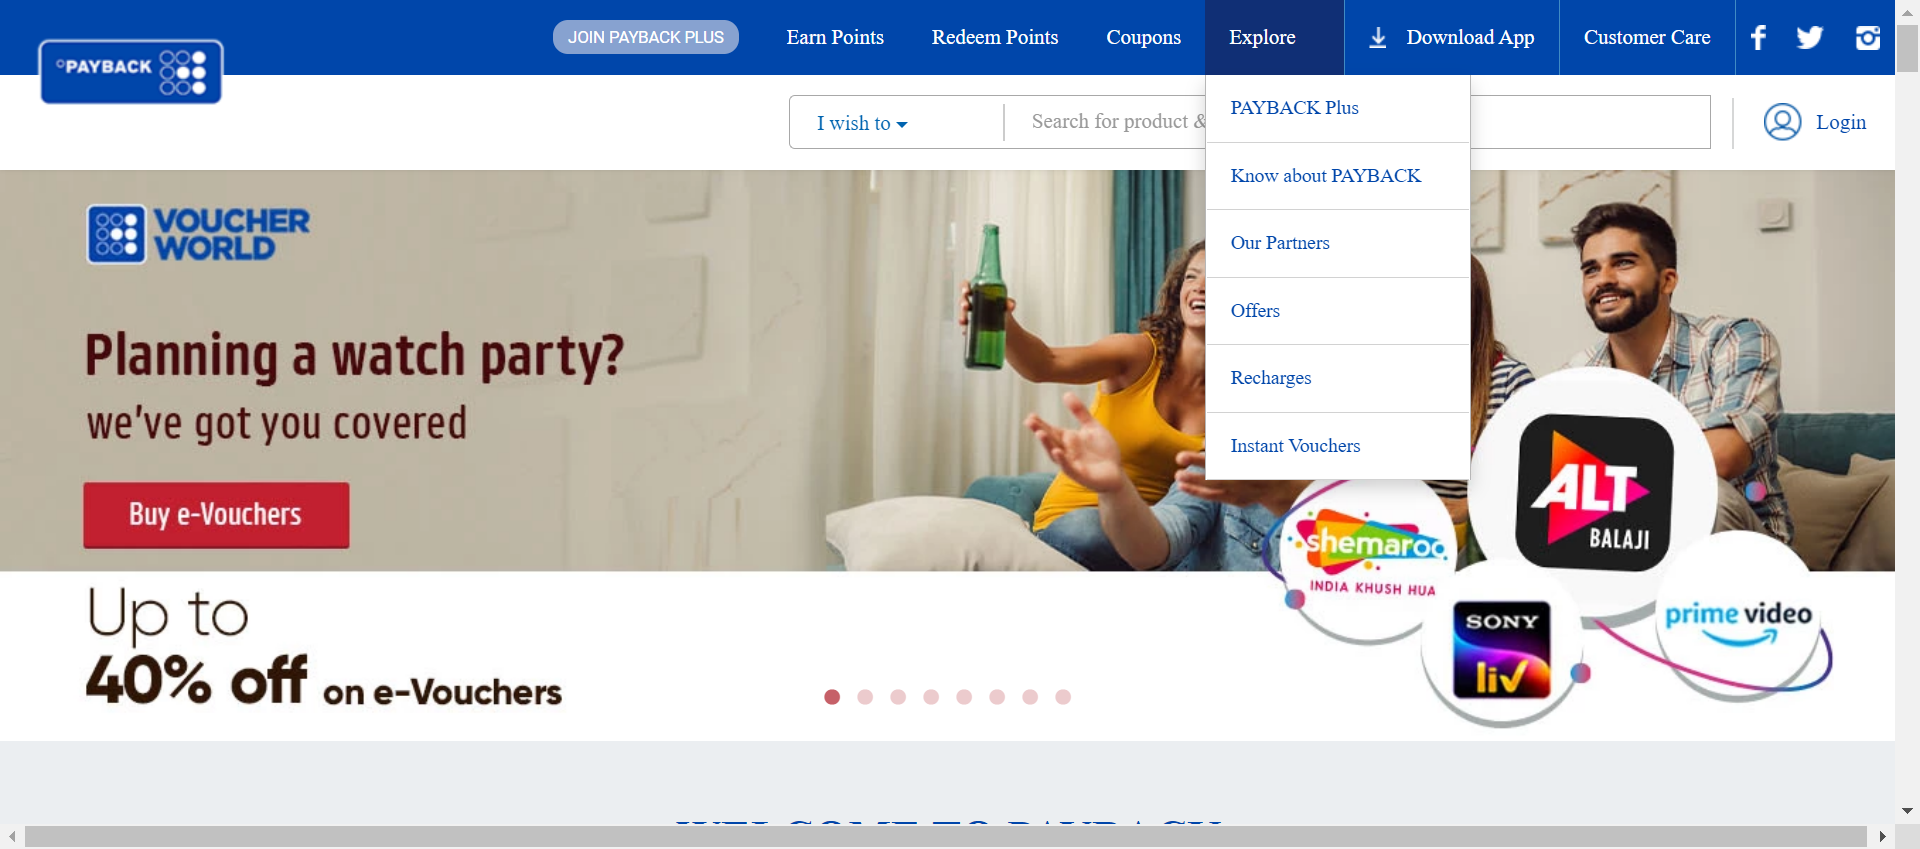 JOIN PAYBACK PLUS
Earn Points
Redeem Points
Coupons
Explore
Download App
Customer Care
PAYBACK
I wish to
Search for product &
Login
PAYBACK Plus
Know about PAYBACK
Our Partners
Offers
Recharges
Instant Vouchers
VOUCHER
WORLD
Planning a watch party?
we've got you covered
Buy e-Vouchers
Up to
40% off on e-Vouchers
ALT
BALAJI
shemaroo
INDIA KHUSH HUA
SONY
liv
prime video
WELCOME TO PAYBACK